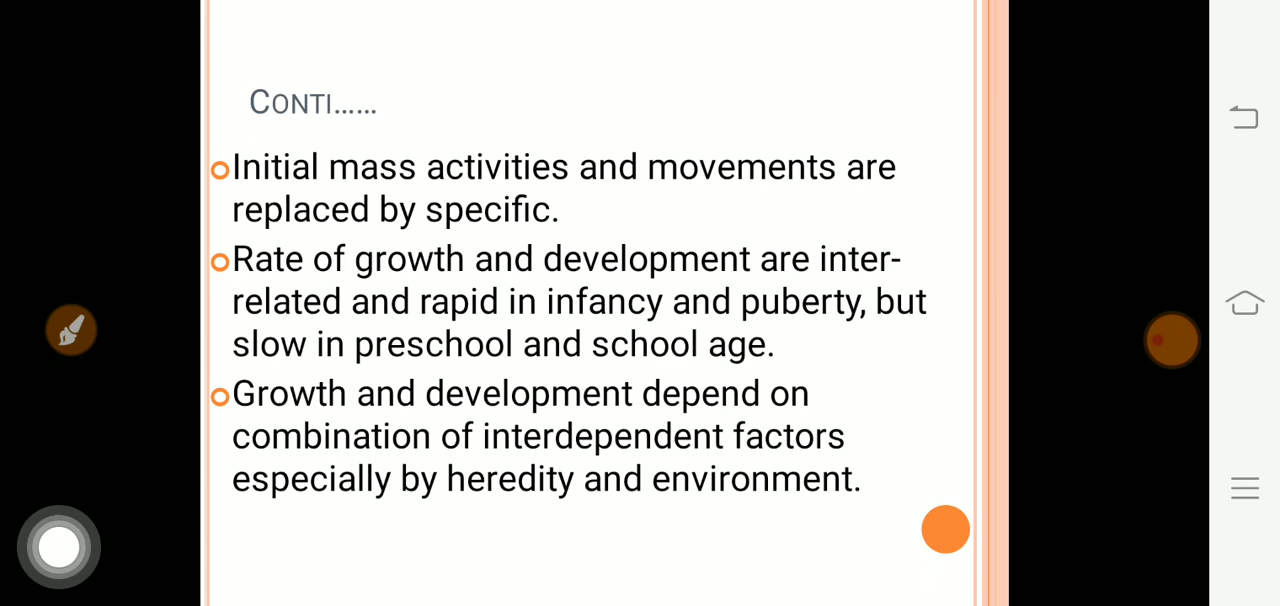 CONTI......
Initial mass activities and movements are
replaced by specific.
Rate of growth and development are inter-
related and rapid in infancy and puberty, but
slow in preschool and school age.
Growth and development depend on
combination of interdependent factors
especially by heredity and environment.